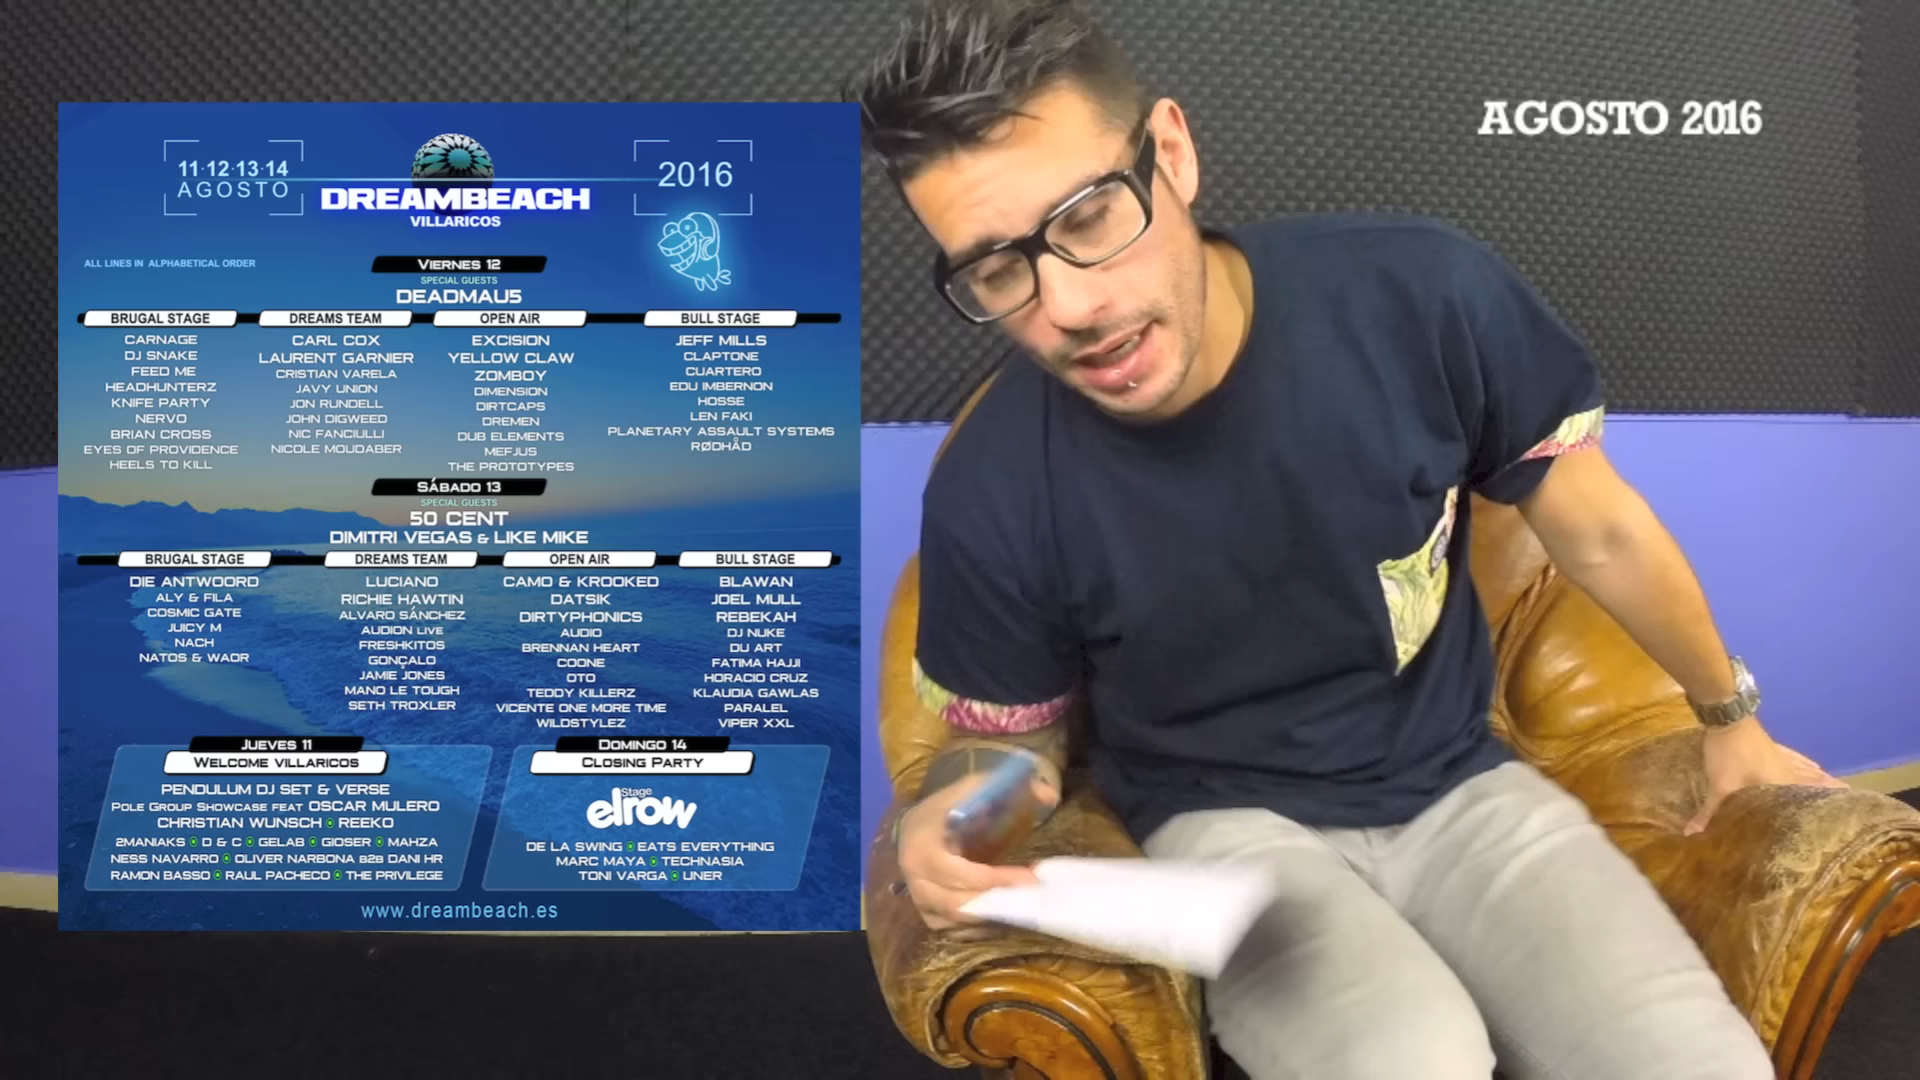 AGOSTO 2016
11·12·13·14
AGOSTO
DREAMBEACH
VILLARICOS
2016
ALL LINES IN ALPHABETICAL ORDER
VIERNES 12
SPECIAL GUESTS
DEADMAU5
BRUGAL STAGE
CARNAGE
DJ SNAKE
FEED ME
HEADHUNTERZ
KNIFE PARTY
NERVO
BRIAN CROSS
EYES OF PROVIDENCE
HEELS TO KILL
DREAMS TEAM
CARL COX
LAURENT GARNIER
CRISTIAN VARELA
JAVY UNION
JON RUNDELL
JOHN DIGWEED
NIC FANCIULLI
NICOLE MOUDABER
OPEN AIR
EXCISION
YELLOW CLAW
ZOMBOY
DIMENSION
DIRTCAPS
DREMEN
DUB ELEMENTS
MEFJUS
THE PROTOTYPES
BULL STAGE
JEFF MILLS
CLAPTONE
CUARTERO
EDU IMBERNON
HOSSE
LEN FAKI
PLANETARY ASSAULT SYSTEMS
RØDHÅD
SÁBADO 13
SPECIAL GUESTS
50 CENT
DIMITRI VEGAS & LIKE MIKE
BRUGAL STAGE
DIE ANTWOORD
ALY & FILA
COSMIC GATE
JUICY M
NACH
NATOS & WAOR
DREAMS TEAM
LUCIANO
RICHIE HAWTIN
ALVARO SÁNCHEZ
AUDION LIVE
FRESHKITOS
GONÇALO
JAMIE JONES
MANO LE TOUGH
SETH TROXLER
OPEN AIR
CAMO & KROOKED
DATSIK
DIRTYPHONICS
AUDIO
BRENNAN HEART
COONE
OTO
TEDDY KILLERZ
VICENTE ONE MORE TIME
WILDSTYLEZ
BULL STAGE
BLAWAN
JOEL MULL
REBEKAH
DJ NUKE
DU ART
FATIMA HAJJI
HORACIO CRUZ
KLAUDIA GAWLAS
PARALEL
VIPER XXL
JUEVES 11
WELCOME VILLARICOS
PENDULUM DJ SET & VERSE
POLE GROUP SHOWCASE FEAT OSCAR MULERO
CHRISTIAN WUNSCH • REEKO
2MANIAKS • D & C • GELAB • GIOSER • MAHZA
NESS NAVARRO • OLIVER NARBONA B2B DANI HR
RAMON BASSO • RAUL PACHECO • THE PRIVILEGE
DOMINGO 14
CLOSING PARTY
Stage
elrow
DE LA SWING • EATS EVERYTHING
MARC MAYA • TECHNASIA
TONI VARGA • UNER
www.dreambeach.es